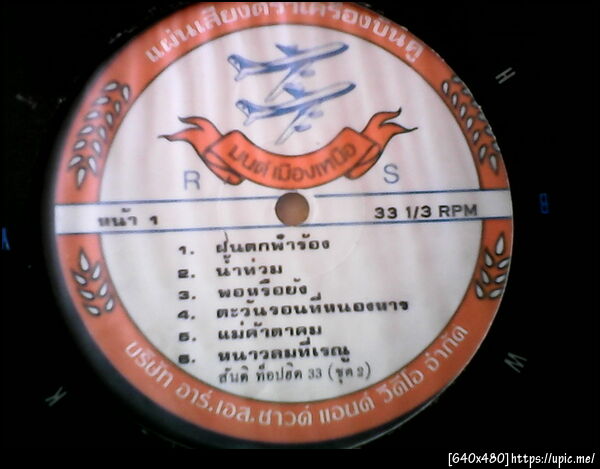 แผ่นเสียงตราเครื่องบินคู่
มนต์เมืองเหนือ
R S
หน้า 1
33 1/3 RPM
1. ฝนตกฟ้าร้อง
2. น้ำท่วม
3. พอหรือยัง
4. ตะวันรอนที่หนองหาร
5. แม่ค้าตาคม
6. หนาวลมที่เรณู
สันติ ท็อปฮิต 33 (ชุด 2)
บริษัท อาร์.เอส.ซาวด์ แอนด์ วีดีโอ จำกัด
H
B
M
K
A
[640x480]https://upic.me/